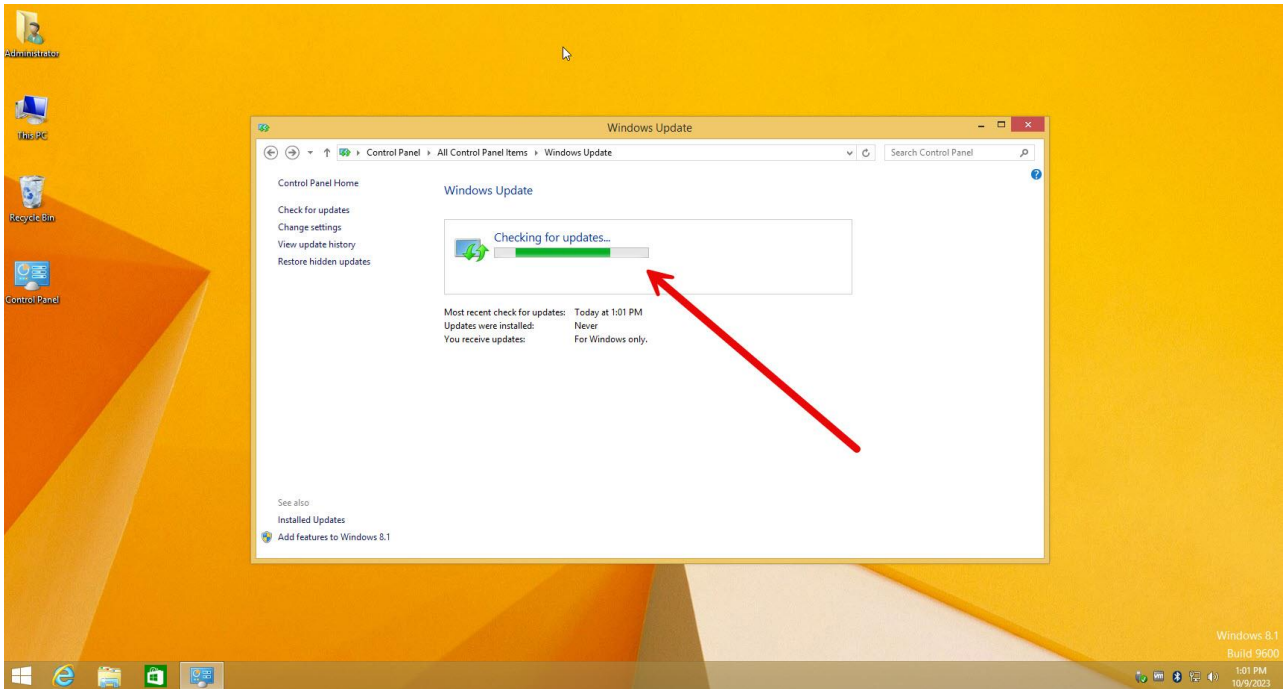 Administrator
This PC
Recycle Bin
Control Panel
Windows Update
Control Panel All Control Panel Items Windows Update
Search Control Panel
Control Panel Home
Check for updates
Change settings
View update history
Restore hidden updates
Windows Update
Checking for updates...
Most recent check for updates: Today at 1:01 PM
Updates were installed: Never
You receive updates: For Windows only.
See also
Installed Updates
Add features to Windows 8.1
Windows 8.1
Build 9600
1:01 PM
10/9/2023